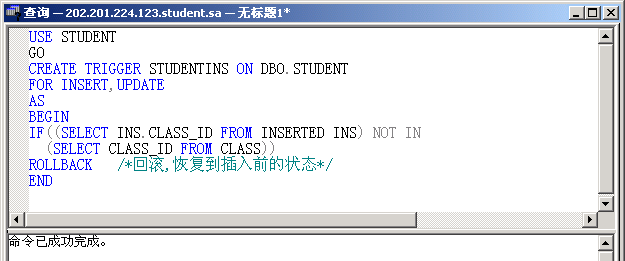 查询 — 202.201.224.123.student.sa — 无标题1*
USE STUDENT
GO
CREATE TRIGGER STUDENTINS ON DBO.STUDENT
FOR INSERT,UPDATE
AS
BEGIN
IF((SELECT INS.CLASS_ID FROM INSERTED INS) NOT IN
(SELECT CLASS_ID FROM CLASS))
ROLLBACK /*回滚,恢复到插入前的状态*/
END
命令已成功完成。